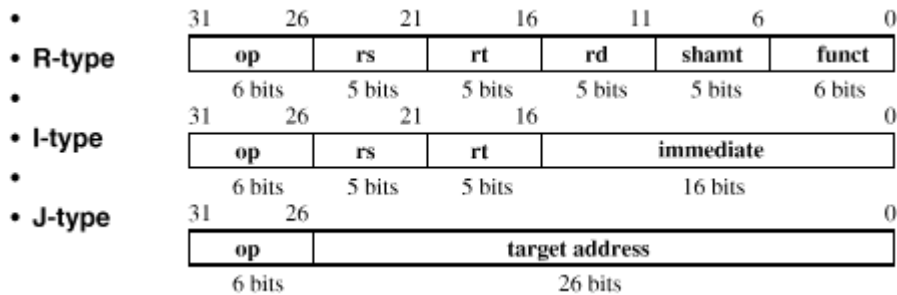 31 26 21 16 11 6 0
• R-type op rs rt rd shamt funct
6 bits 5 bits 5 bits 5 bits 5 bits 6 bits
31 26 21 16 0
• I-type op rs rt immediate
6 bits 5 bits 5 bits 16 bits
31 26 0
• J-type op target address
6 bits 26 bits